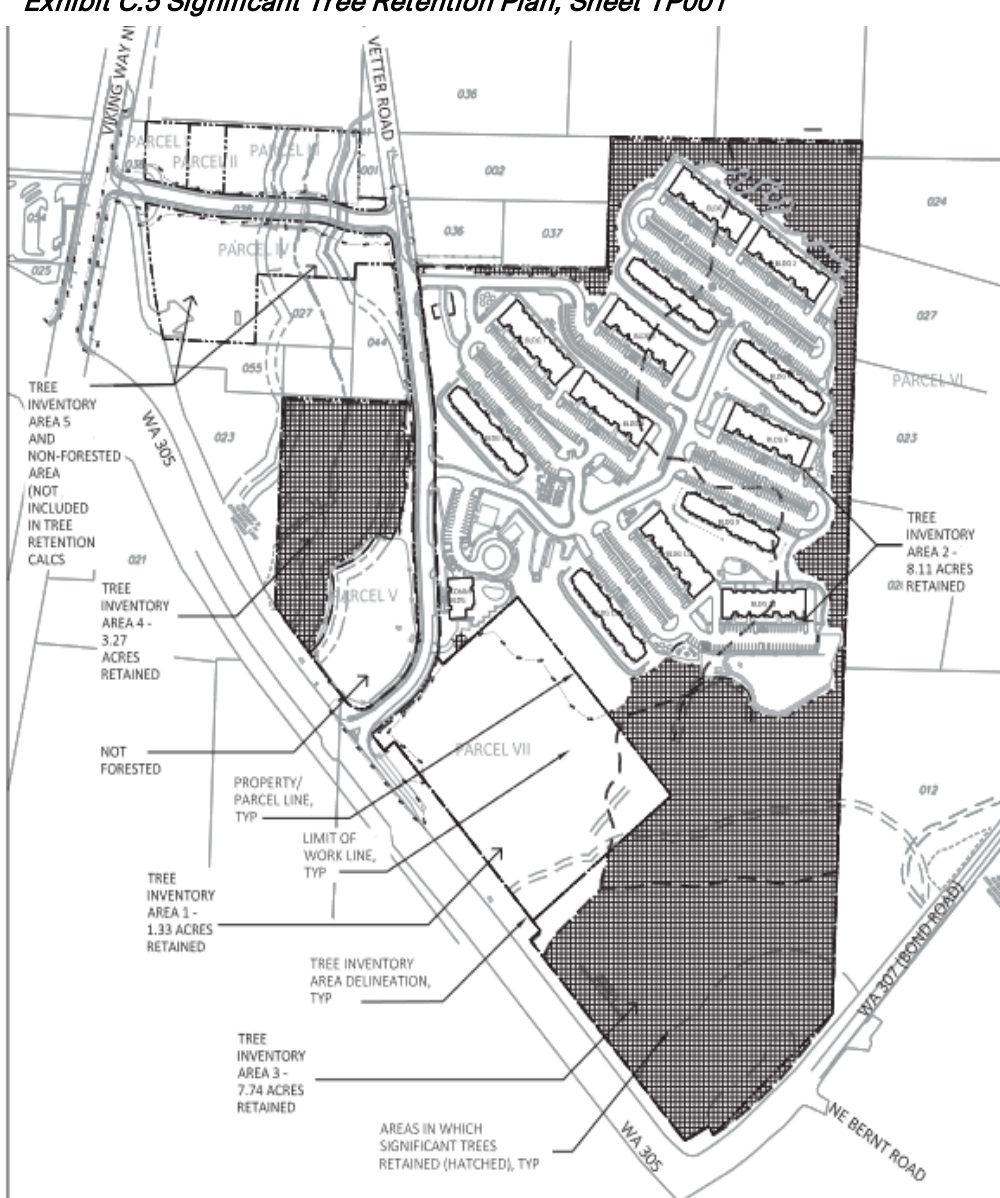 Exhibit C.5 Significant Tree Retention Plan, Sheet TP001
VIKING WAY
VETTER ROAD
036
PARCEL
PARCEL II
PARCEL III
001
002
024
054
036
037
PARCEL IV
025
027
027
044
055
PARCEL VI
TREE
INVENTORY
AREA 5
AND
NON-FORESTED
AREA
(NOT
INCLUDED
IN TREE
RETENTION
CALCS
WA 305
023
023
TREE
INVENTORY
AREA 2 -
8.11 ACRES
RETAINED
021
TREE
INVENTORY
AREA 4 -
3.27
ACRES
RETAINED
PARCEL V
BLDG 2
NOT
FORESTED
PARCEL VII
PROPERTY/
PARCEL LINE,
TYP
LIMIT OF
WORK LINE,
TYP
012
TREE
INVENTORY
AREA 1 -
1.33 ACRES
RETAINED
TREE INVENTORY
AREA DELINEATION,
TYP
WA 307 (BOND ROAD)
TREE
INVENTORY
AREA 3 -
7.74 ACRES
RETAINED
AREAS IN WHICH
SIGNIFICANT TREES
RETAINED (HATCHED), TYP
WA 305
NE BERNT ROAD